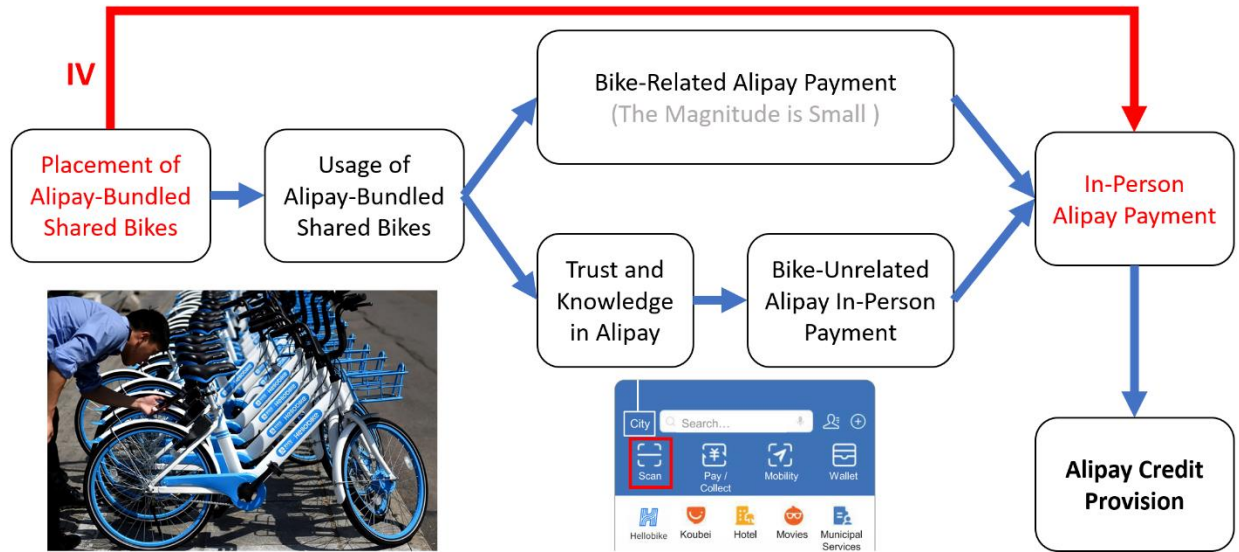 IV
Placement of
Alipay-Bundled
Shared Bikes
Usage of
Alipay-Bundled
Shared Bikes
Bike-Related Alipay Payment
(The Magnitude is Small )
Trust and
Knowledge
in Alipay
Bike-Unrelated
Alipay In-Person
Payment
In-Person
Alipay Payment
Alipay Credit
Provision
City
Search...
Scan
Pay /
Collect
Mobility
Wallet
Hellobike
Koubei
Hotel
Movies
Municipal
Services